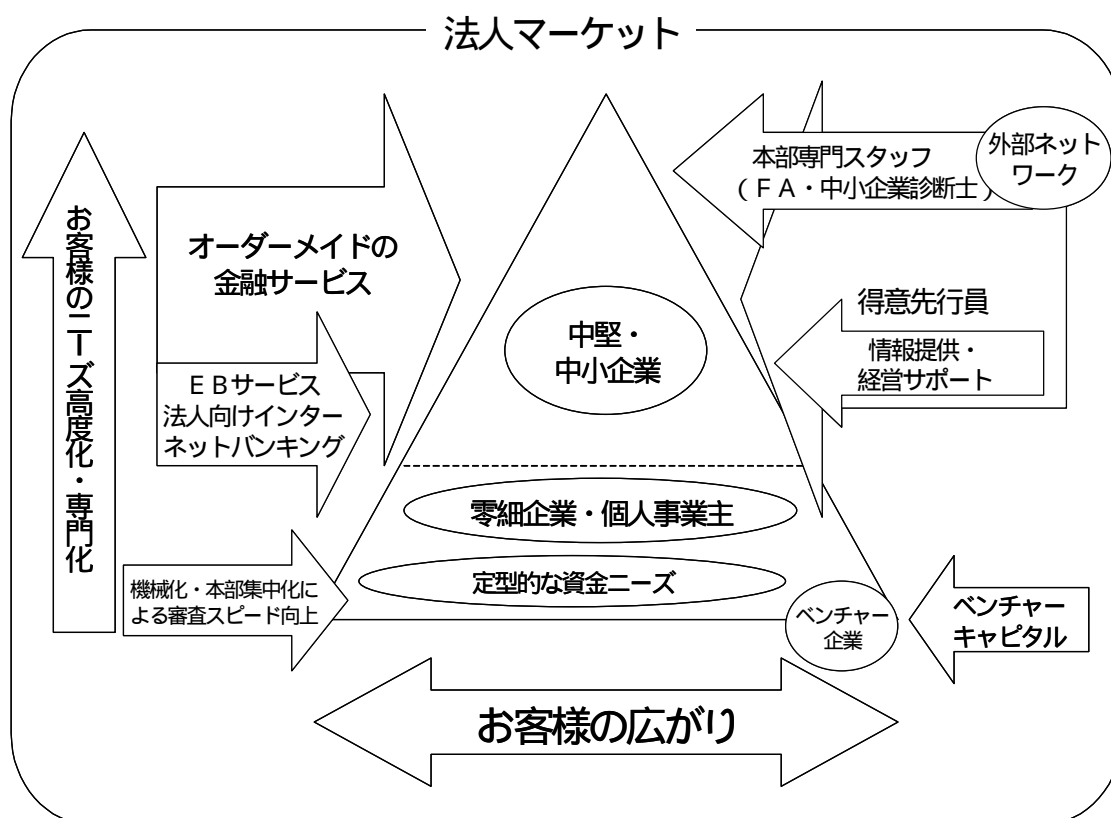 法人マーケット
お客様のニーズ高度化・専門化
オーダーメイドの
金融サービス
ＥＢサービス
法人向けインター
ネットバンキング
機械化・本部集中化に
よる審査スピード向上
中堅・
中小企業
零細企業・個人事業主
定型的な資金ニーズ
本部専門スタッフ
（ＦＡ・中小企業診断士）
外部ネット
ワーク
得意先行員
情報提供・
経営サポート
ベンチャー
企業
ベンチャー
キャピタル
お客様の広がり